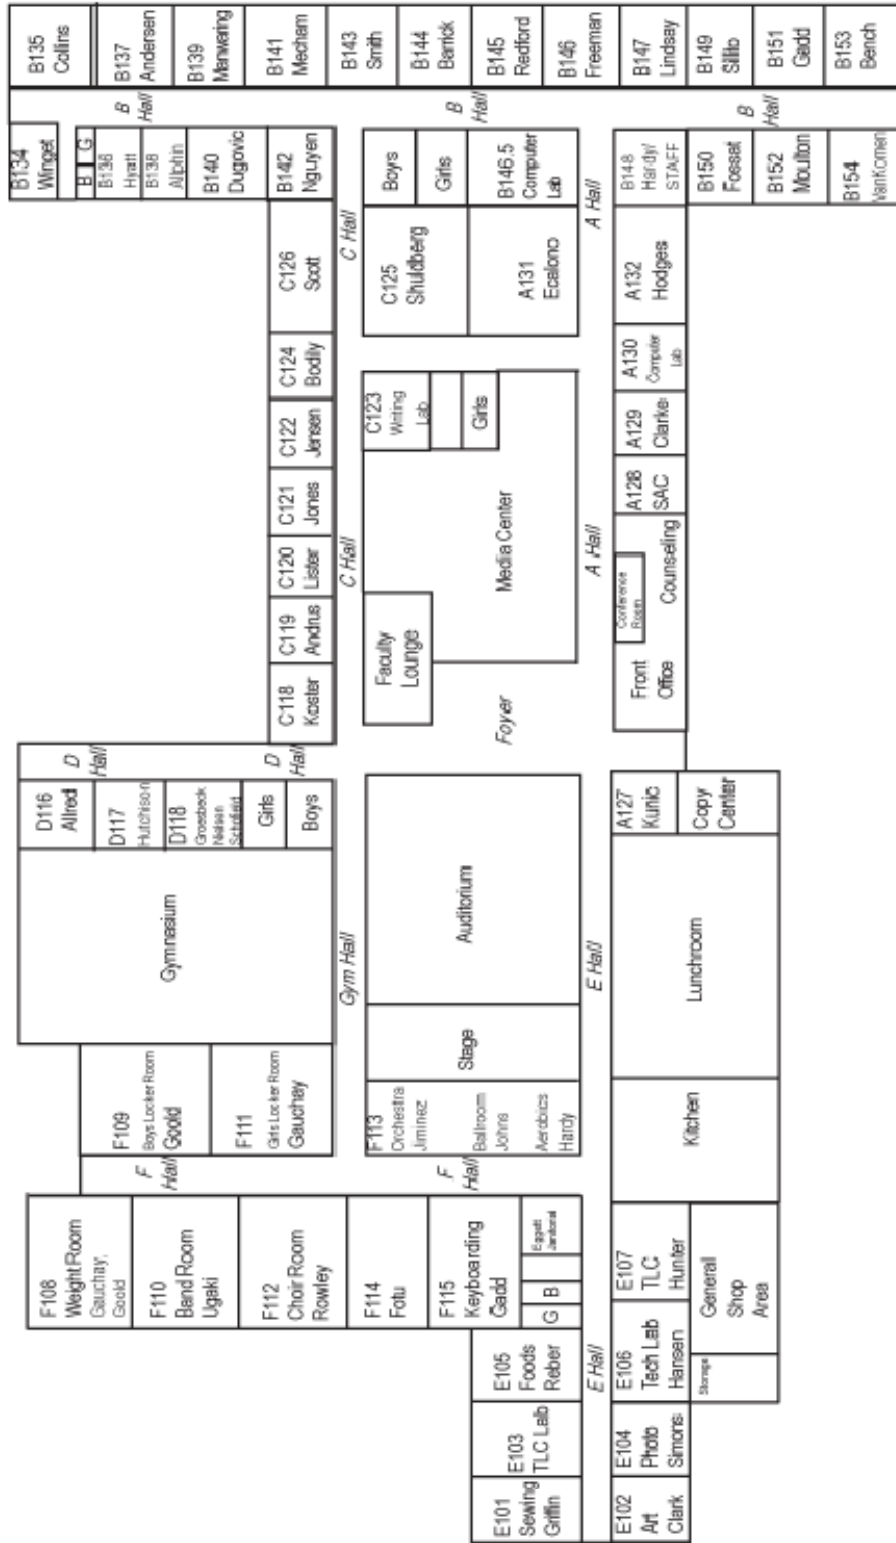 B135
Collins
B137
Andersen
B139
Manwaring
B141
Mecham
B143
Smith
B144
Barrick
B145
Redford
B146
Freeman
B147
Lindsay
B149
Sillito
B151
Gadd
B153
Bench
B Hall
B Hall
B Hall
B134
Winget
B G
B136
Hyatt
B138
Allphin
B140
Dugovic
B142
Nguyen
Boys
Girls
B146.5
Computer
Lab
B148
Hardy/
STAFF
B150
Fossat
B152
Moulton
B154
VanKomen
C126
Scott
C Hall
C125
Shuldberg
A131
Ecalono
A Hall
A132
Hodges
C124
Bodily
C122
Jensen
C121
Jones
C120
Lister
C119
Andrus
C118
Koster
C Hall
C123
Writing
Lab
Girls
Media Center
Faculty
Lounge
Foyer
A Hall
A130
Computer
Lab
A129
Clarke
A128
SAC
Counseling
Conference
Room
Front
Office
D Hall
D Hall
D116
Allred
D117
Hutchison
D118
Groesbeck
Nielsen
Schofield
Girls
Boys
Gymnasium
Gym Hall
Auditorium
Stage
E Hall
A127
Kunic
Copy
Center
Lunchroom
Kitchen
F109
Boys Locker Room
Goold
F111
Girls Locker Room
Gauchay
F113
Orchestra
Jiminez
Ballroom
Johns
Aerobics
Hardy
F Hall
F Hall
F108
Weight Room
Gauchay,
Goold
F110
Band Room
Ugaki
F112
Choir Room
Rowley
F114
Fotu
F115
Keyboarding
Gadd
Eggett
Janitorial
G B
E107
TLC
Hunter
General
Shop
Area
Storage
E105
Foods
Reber
E Hall
E106
Tech Lab
Hansen
E103
TLC Lab
E104
Photo
Simons
E101
Sewing
Griffin
E102
Art
Clark